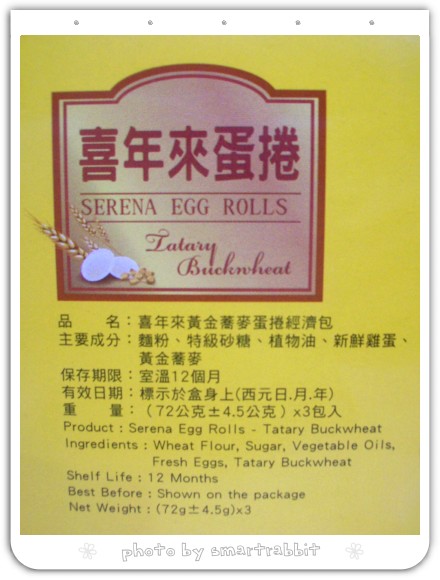 喜年來蛋捲
SERENA EGG ROLLS
Tatary
Buckwheat
品　　名：喜年來黃金蕎麥蛋捲經濟包
主要成分：麵粉、特級砂糖、植物油、新鮮雞蛋、
黃金蕎麥
保存期限：室溫12個月
有效日期：標示於盒身上(西元日.月.年)
重　　量：（72公克±4.5公克）x3包入
Product : Serena Egg Rolls - Tatary Buckwheat
Ingredients : Wheat Flour, Sugar, Vegetable Oils,
Fresh Eggs, Tatary Buckwheat
Shelf Life : 12 Months
Best Before : Shown on the package
Net Weight : (72g±4.5g)x3
photo by smartrabbit